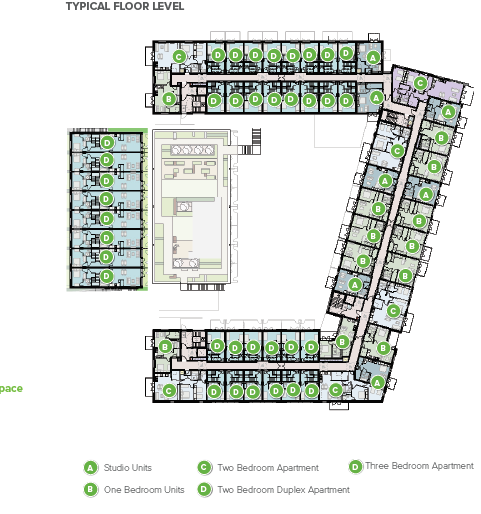 TYPICAL FLOOR LEVEL
C D D D D D D D D A
B D D D D D D D D A
C
A
D B
D C B
D A A
D B B
D B B
D B B
D A
D C
B D D D D D D B B
C D D D D D D C A
pace
A Studio Units C Two Bedroom Apartment D Three Bedroom Apartment
B One Bedroom Units D Two Bedroom Duplex Apartment